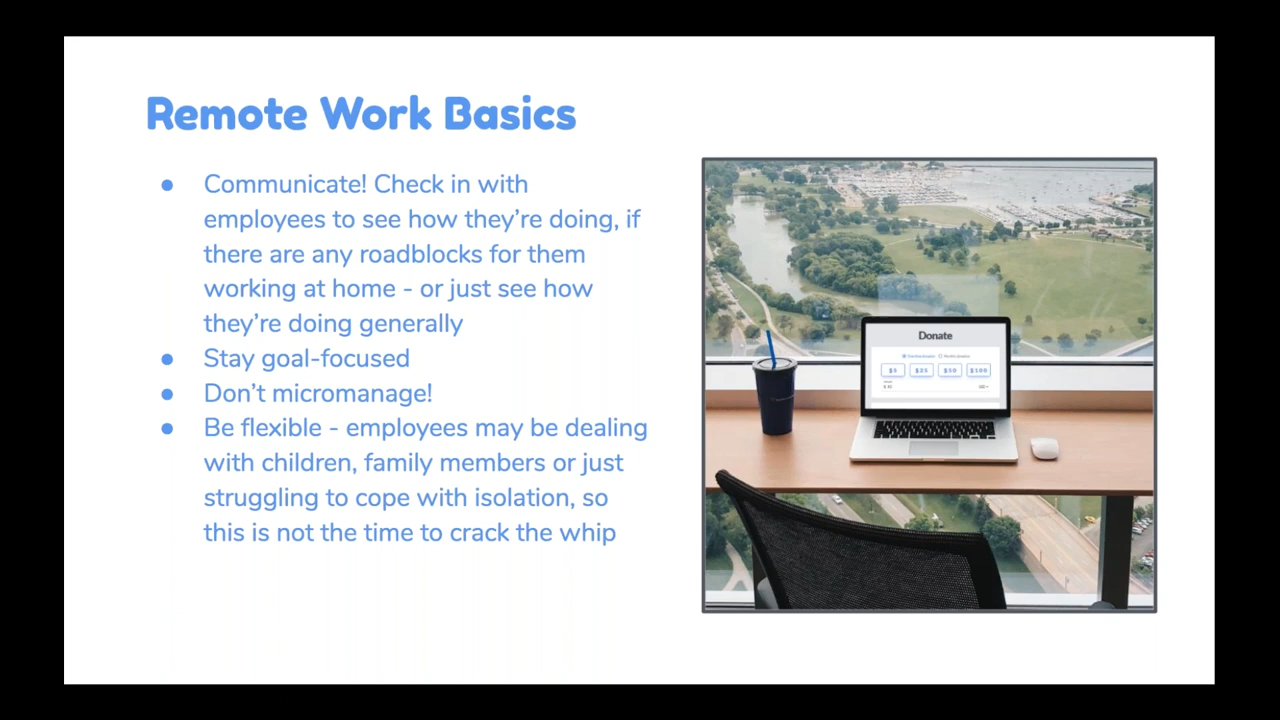 Remote Work Basics
● Communicate! Check in with
employees to see how they’re doing, if
there are any roadblocks for them
working at home - or just see how
they’re doing generally
● Stay goal-focused
● Don’t micromanage!
● Be flexible - employees may be dealing
with children, family members or just
struggling to cope with isolation, so
this is not the time to crack the whip
Donate
$5 $25 $50 $100